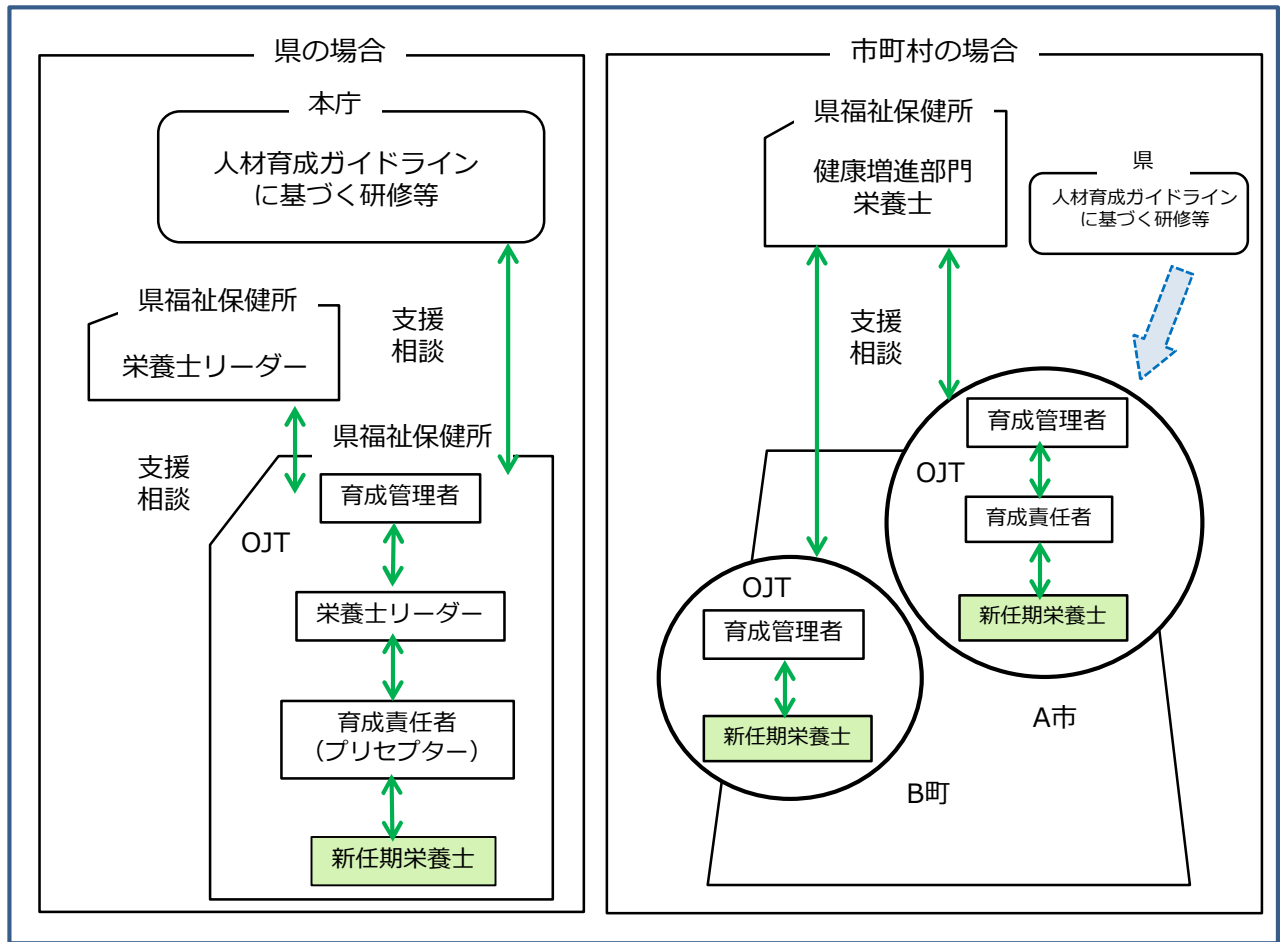 県の場合
本庁
人材育成ガイドライン
に基づく研修等
県福祉保健所
栄養士リーダー
支援
相談
支援
相談
県福祉保健所
OJT
育成管理者
栄養士リーダー
育成責任者
（プリセプター）
新任期栄養士
市町村の場合
県福祉保健所
健康増進部門
栄養士
県
人材育成ガイドライン
に基づく研修等
支援
相談
育成管理者
OJT
育成責任者
新任期栄養士
A市
OJT
育成管理者
新任期栄養士
B町